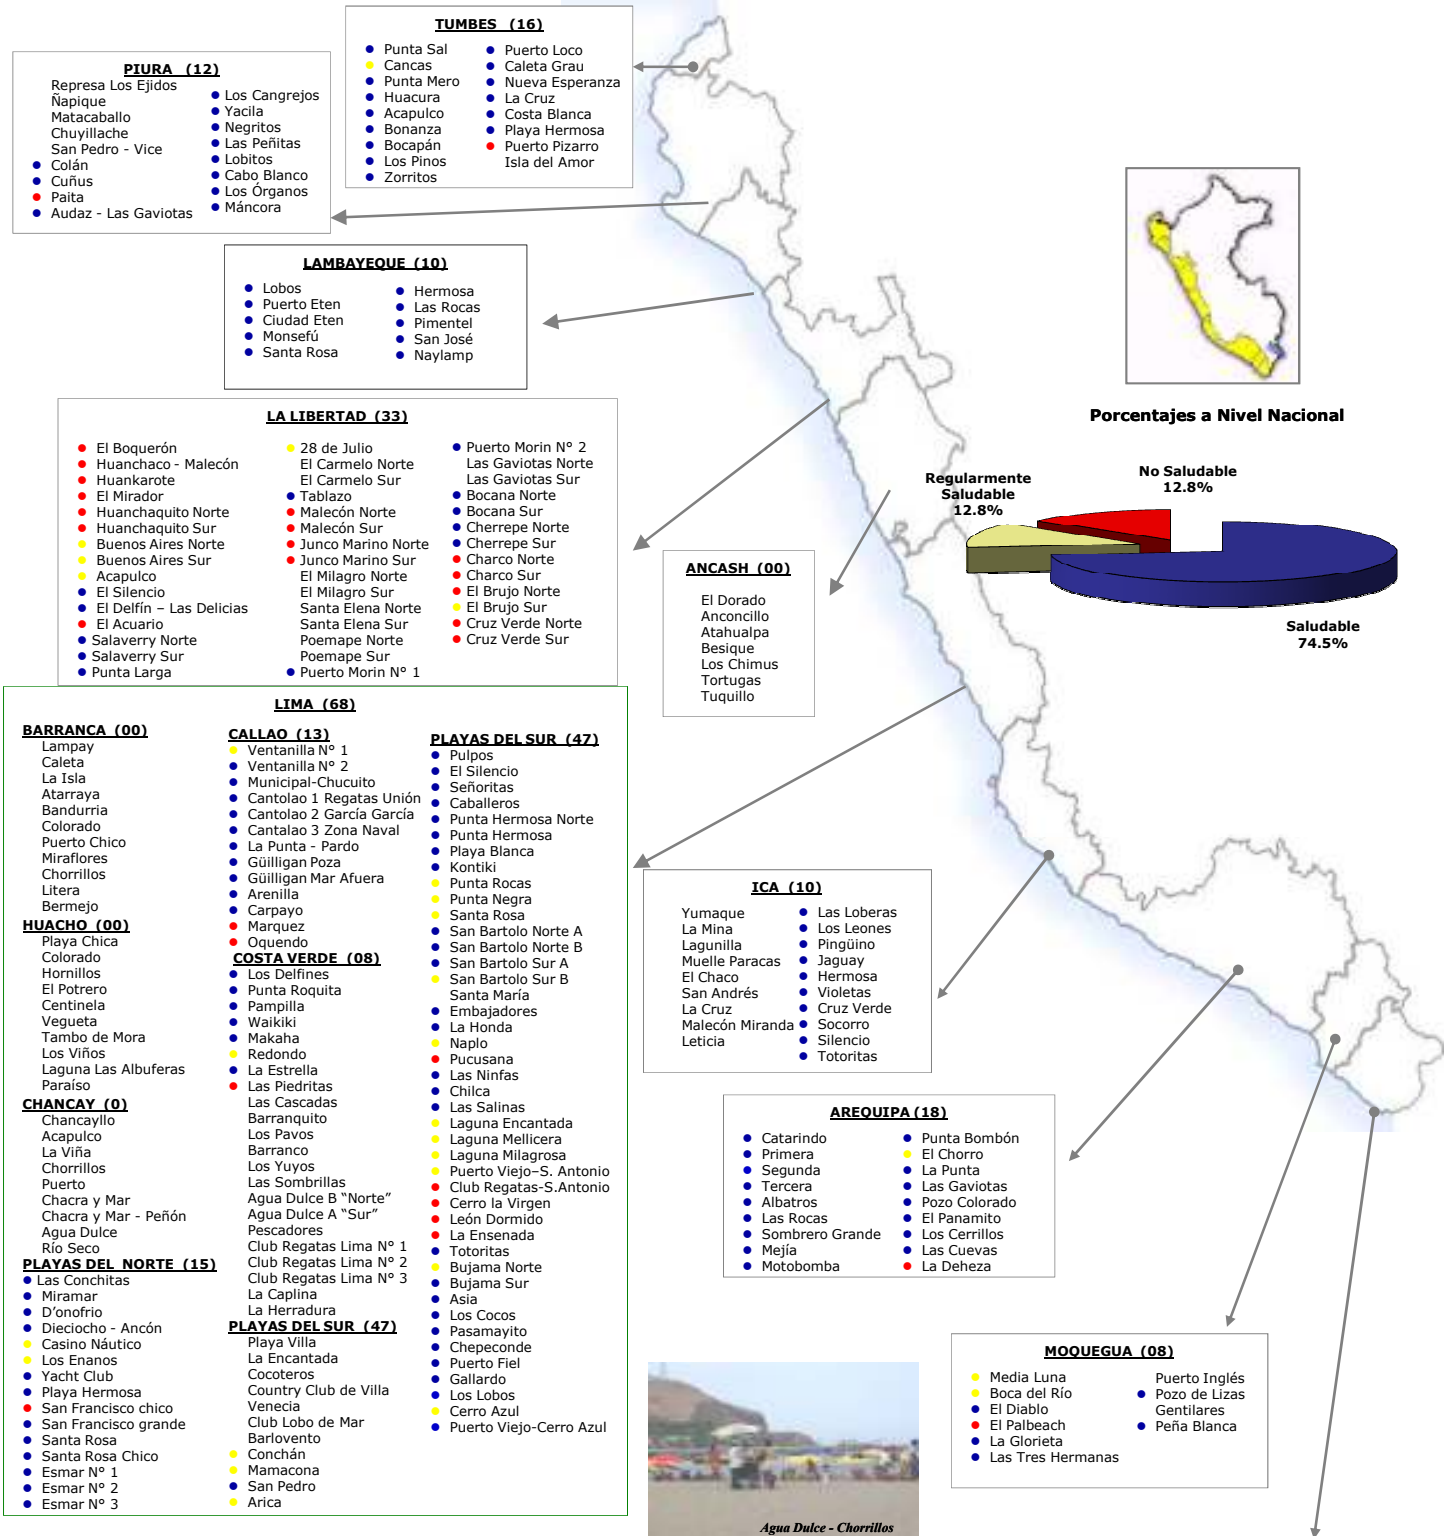 TUMBES (16)
Punta Sal
Cancas
Punta Mero
Huacura
Acapulco
Bonanza
Bocapán
Los Pinos
Zorritos
Puerto Loco
Caleta Grau
Nueva Esperanza
La Cruz
Costa Blanca
Playa Hermosa
Puerto Pizarro
Isla del Amor
PIURA (12)
Represa Los Ejidos
Ñapique
Matacaballo
Chuyillache
San Pedro - Vice
Colán
Cuñus
Paita
Audaz - Las Gaviotas
Los Cangrejos
Yacila
Negritos
Las Peñitas
Lobitos
Cabo Blanco
Los Órganos
Máncora
LAMBAYEQUE (10)
Lobos
Puerto Eten
Ciudad Eten
Monsefú
Santa Rosa
Hermosa
Las Rocas
Pimentel
San José
Naylamp
LA LIBERTAD (33)
El Boquerón
Huanchaco - Malecón
Huankarote
El Mirador
Huanchaquito Norte
Huanchaquito Sur
Buenos Aires Norte
Buenos Aires Sur
Acapulco
El Silencio
El Delfín – Las Delicias
El Acuario
Salaverry Norte
Salaverry Sur
Punta Larga
28 de Julio
El Carmelo Norte
El Carmelo Sur
Tablazo
Malecón Norte
Malecón Sur
Junco Marino Norte
Junco Marino Sur
El Milagro Norte
El Milagro Sur
Santa Elena Norte
Santa Elena Sur
Poemape Norte
Poemape Sur
Puerto Morin N° 1
Puerto Morin N° 2
Las Gaviotas Norte
Las Gaviotas Sur
Bocana Norte
Bocana Sur
Cherrepe Norte
Cherrepe Sur
Charco Norte
Charco Sur
El Brujo Norte
El Brujo Sur
Cruz Verde Norte
Cruz Verde Sur
Porcentajes a Nivel Nacional
Regularmente
Saludable
12.8%
No Saludable
12.8%
Saludable
74.5%
ANCASH (00)
El Dorado
Anconcillo
Atahualpa
Besique
Los Chimus
Tortugas
Tuquillo
LIMA (68)
BARRANCA (00)
Lampay
Caleta
La Isla
Atarraya
Bandurria
Colorado
Puerto Chico
Miraflores
Chorrillos
Litera
Bermejo
HUACHO (00)
Playa Chica
Colorado
Hornillos
El Potrero
Centinela
Vegueta
Tambo de Mora
Los Viños
Laguna Las Albuferas
Paraíso
CHANCAY (0)
Chancayllo
Acapulco
La Viña
Chorrillos
Puerto
Chacra y Mar
Chacra y Mar - Peñón
Agua Dulce
Río Seco
PLAYAS DEL NORTE (15)
Las Conchitas
Miramar
D’onofrio
Dieciocho - Ancón
Casino Náutico
Los Enanos
Yacht Club
Playa Hermosa
San Francisco chico
San Francisco grande
Santa Rosa
Santa Rosa Chico
Esmar N° 1
Esmar N° 2
Esmar N° 3
CALLAO (13)
Ventanilla N° 1
Ventanilla N° 2
Municipal-Chucuito
Cantolao 1 Regatas Unión
Cantolao 2 García García
Cantalao 3 Zona Naval
La Punta - Pardo
Güilligan Poza
Güilligan Mar Afuera
Arenilla
Carpayo
Marquez
Oquendo
COSTA VERDE (08)
Los Delfines
Punta Roquita
Pampilla
Waikiki
Makaha
Redondo
La Estrella
Las Piedritas
Las Cascadas
Barranquito
Los Pavos
Barranco
Los Yuyos
Las Sombrillas
Agua Dulce B “Norte”
Agua Dulce A “Sur”
Pescadores
Club Regatas Lima N° 1
Club Regatas Lima N° 2
Club Regatas Lima N° 3
La Caplina
La Herradura
PLAYAS DEL SUR (47)
Playa Villa
La Encantada
Cocoteros
Country Club de Villa
Venecia
Club Lobo de Mar
Barlovento
Conchán
Mamacona
San Pedro
Arica
PLAYAS DEL SUR (47)
Pulpos
El Silencio
Señoritas
Caballeros
Punta Hermosa Norte
Punta Hermosa
Playa Blanca
Kontiki
Punta Rocas
Punta Negra
Santa Rosa
San Bartolo Norte A
San Bartolo Norte B
San Bartolo Sur A
San Bartolo Sur B
Santa María
Embajadores
La Honda
Naplo
Pucusana
Las Ninfas
Chilca
Las Salinas
Laguna Encantada
Laguna Mellicera
Laguna Milagrosa
Puerto Viejo–S. Antonio
Club Regatas-S.Antonio
Cerro la Virgen
León Dormido
La Ensenada
Totoritas
Bujama Norte
Bujama Sur
Asia
Los Cocos
Pasamayito
Chepeconde
Puerto Fiel
Gallardo
Los Lobos
Cerro Azul
Puerto Viejo-Cerro Azul
ICA (10)
Yumaque
La Mina
Lagunilla
Muelle Paracas
El Chaco
San Andrés
La Cruz
Malecón Miranda
Leticia
Las Loberas
Los Leones
Pingüino
Jaguay
Hermosa
Violetas
Cruz Verde
Socorro
Silencio
Totoritas
AREQUIPA (18)
Catarindo
Primera
Segunda
Tercera
Albatros
Las Rocas
Sombrero Grande
Mejía
Motobomba
Punta Bombón
El Chorro
La Punta
Las Gaviotas
Pozo Colorado
El Panamito
Los Cerrillos
Las Cuevas
La Deheza
MOQUEGUA (08)
Media Luna
Boca del Río
El Diablo
El Palbeach
La Glorieta
Las Tres Hermanas
Puerto Inglés
Pozo de Lizas
Gentilares
Peña Blanca
Agua Dulce - Chorrillos